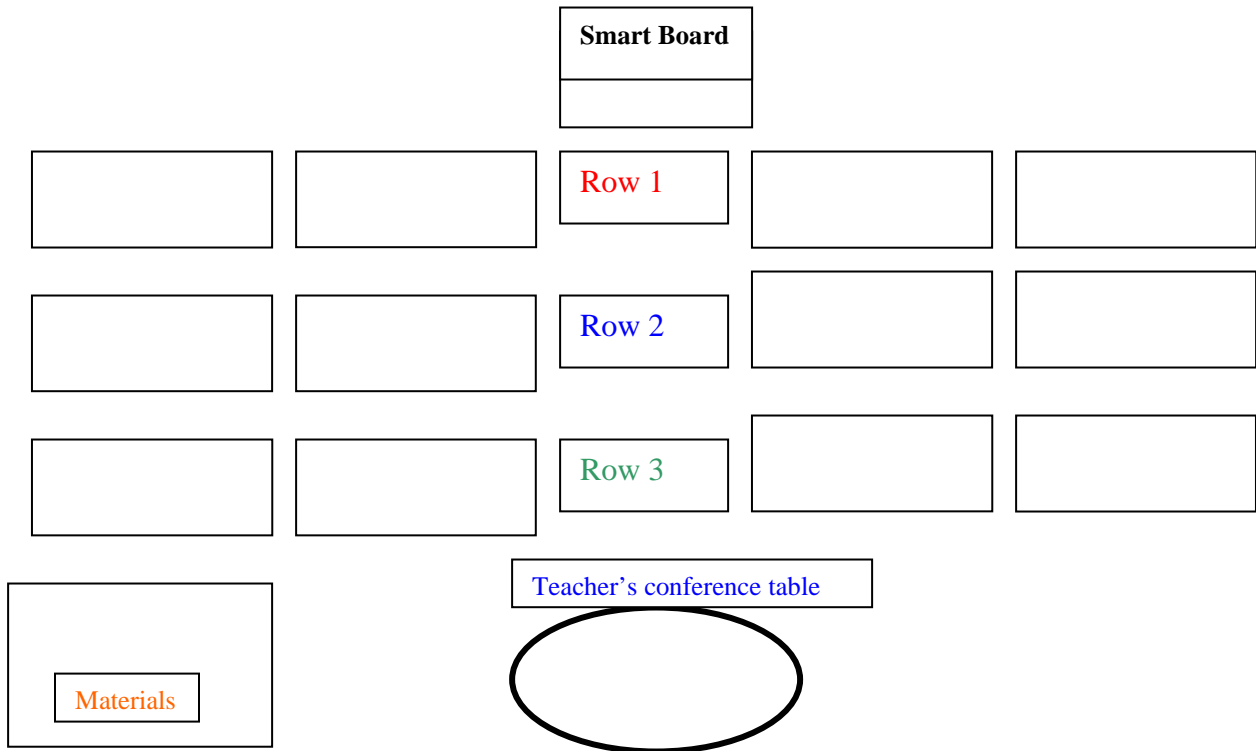 Smart Board
Row 1
Row 2
Row 3
Teacher’s conference table
Materials